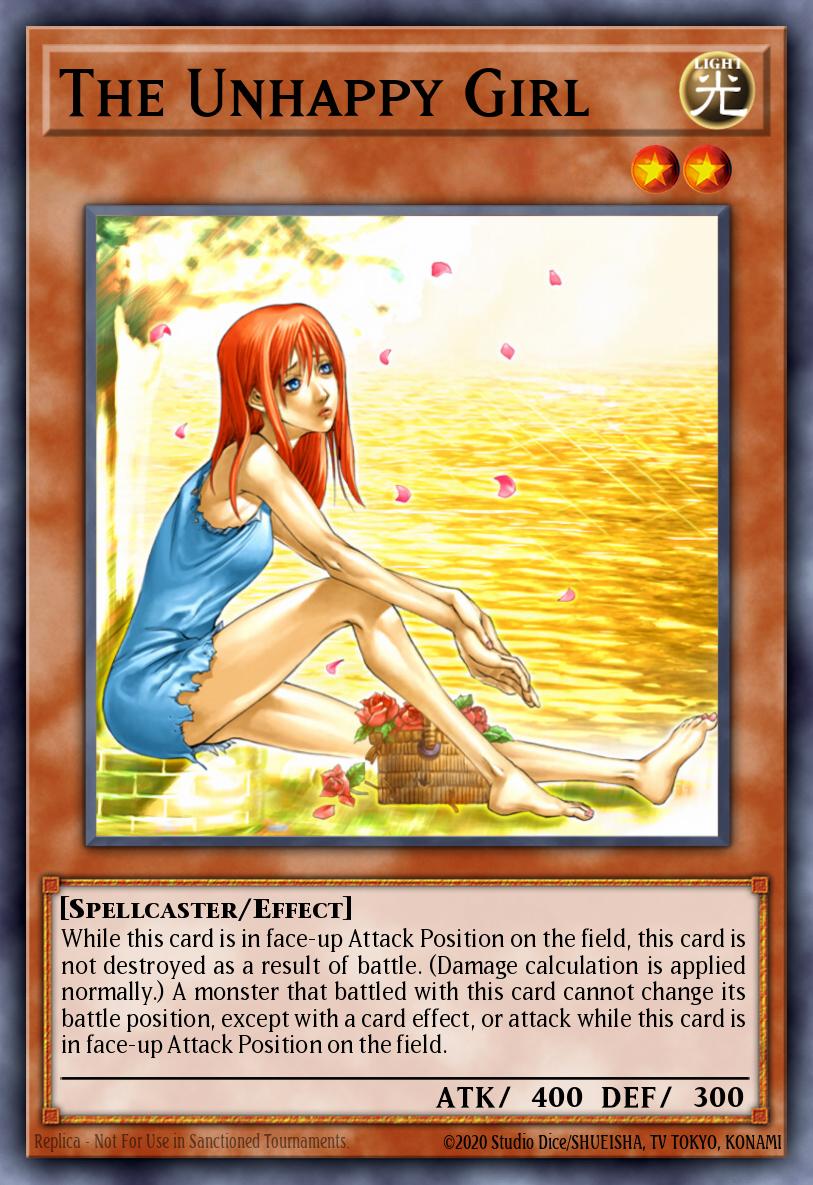 The Unhappy Girl
LIGHT
光
[Spellcaster/Effect]
While this card is in face-up Attack Position on the field, this card is
not destroyed as a result of battle. (Damage calculation is applied
normally.) A monster that battled with this card cannot change its
battle position, except with a card effect, or attack while this card is
in face-up Attack Position on the field.
ATK/ 400 DEF/ 300
Replica - Not For Use in Sanctioned Tournaments.
©2020 Studio Dice/SHUEISHA, TV TOKYO, KONAMI